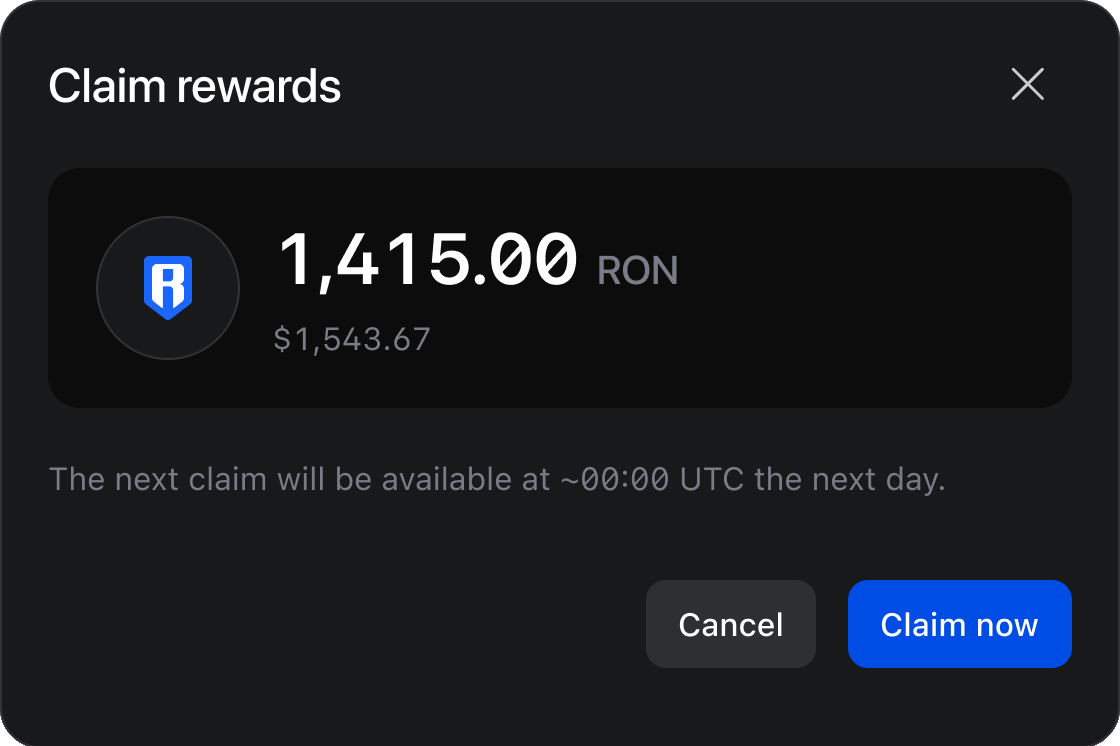 Claim rewards
1,415.00 RON
$1,543.67
The next claim will be available at ~00:00 UTC the next day.
Cancel
Claim now